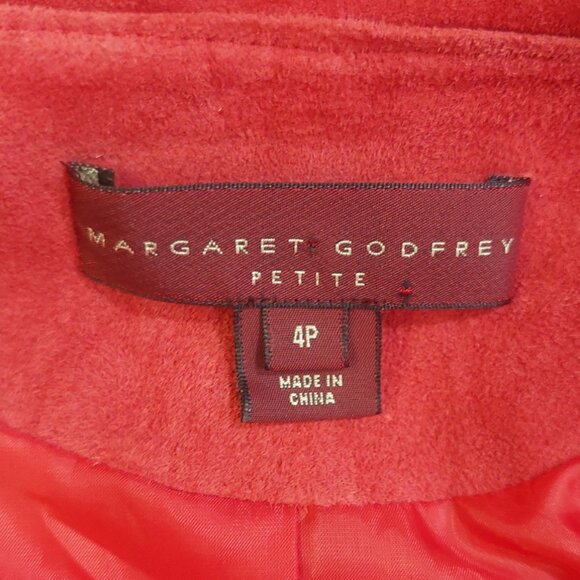 MARGARET GODFREY
PETITE
4P
MADE IN
CHINA